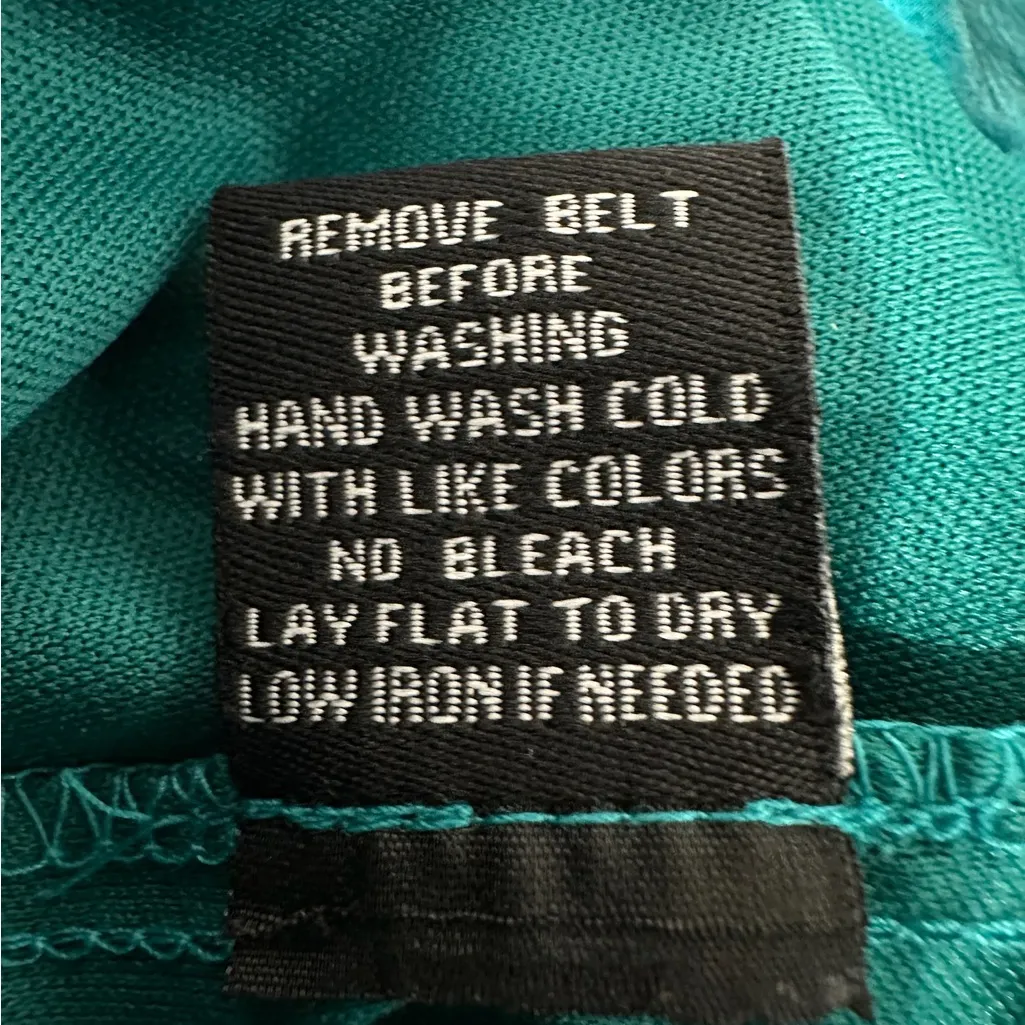 REMOVE BELT
BEFORE
WASHING
HAND WASH COLD
WITH LIKE COLORS
NO BLEACH
LAY FLAT TO DRY
LOW IRON IF NEEDED